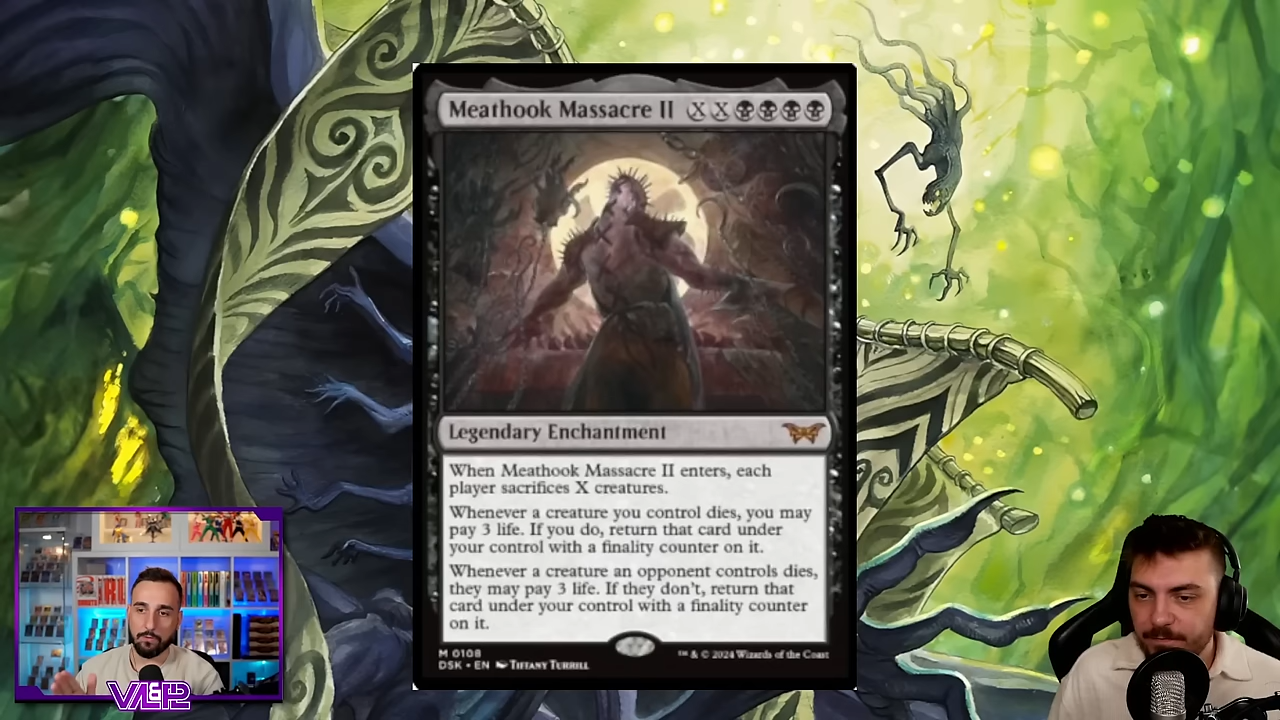 Meathook Massacre II X X
Legendary Enchantment
When Meathook Massacre II enters, each
player sacrifices X creatures.
Whenever a creature you control dies, you may
pay 3 life. If you do, return that card under
your control with a finality counter on it.
Whenever a creature an opponent controls dies,
they may pay 3 life. If they don't, return that
card under your control with a finality counter
on it.
M 0108
DSK • EN TIFFANY TURRILL
™ & © 2024 Wizards of the Coast